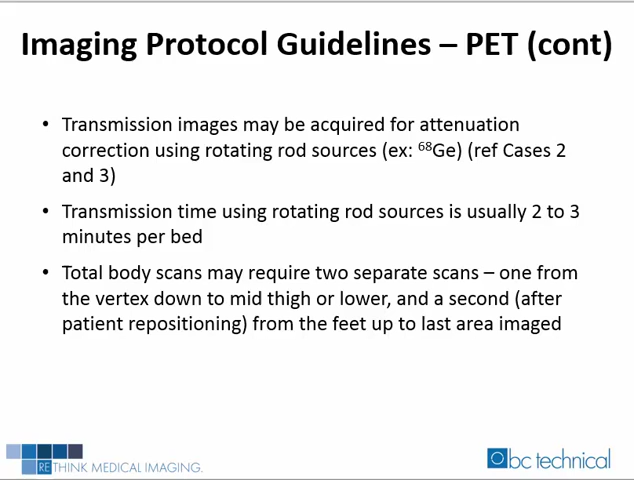 Imaging Protocol Guidelines – PET (cont)
• Transmission images may be acquired for attenuation
correction using rotating rod sources (ex: ⁶⁸Ge) (ref Cases 2
and 3)
• Transmission time using rotating rod sources is usually 2 to 3
minutes per bed
• Total body scans may require two separate scans – one from
the vertex down to mid thigh or lower, and a second (after
patient repositioning) from the feet up to last area imaged
RETHINK MEDICAL IMAGING.
bc technical